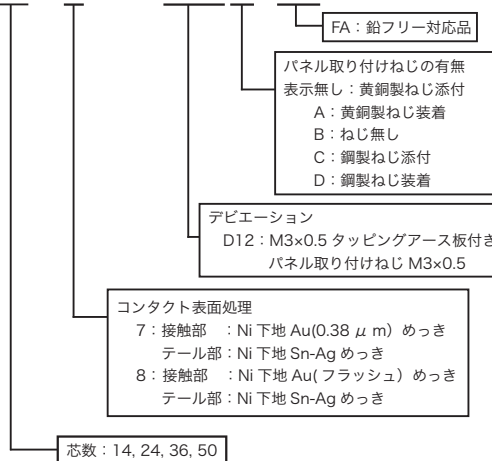 FA：鉛フリー対応品
パネル取り付けねじの有無
表示無し：黄銅製ねじ添付
A：黄銅製ねじ装着
B：ねじ無し
C：鋼製ねじ添付
D：鋼製ねじ装着
デビエーション
D12：M3×0.5 タッピングアース板付き
パネル取り付けねじ M3×0.5
コンタクト表面処理
7：接触部　：Ni 下地 Au(0.38 μ m）めっき
テール部：Ni 下地 Sn-Ag めっき
8：接触部　：Ni 下地 Au( フラッシュ）めっき
テール部：Ni 下地 Sn-Ag めっき
芯数：14, 24, 36, 50